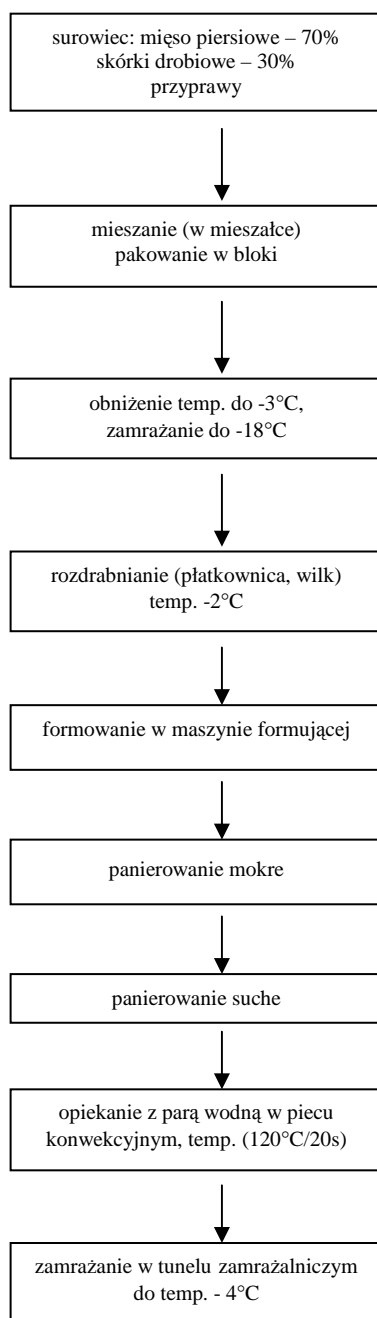 surowiec: mięso piersiowe – 70%
skórki drobiowe – 30%
przyprawy
mieszanie (w mieszałce)
pakowanie w bloki
obniżenie temp. do -3°C,
zamrażanie do -18°C
rozdrabnianie (płatkownica, wilk)
temp. -2°C
formowanie w maszynie formującej
panierowanie mokre
panierowanie suche
opiekanie z parą wodną w piecu
konwekcyjnym, temp. (120°C/20s)
zamrażanie w tunelu zamrażalniczym
do temp. - 4°C